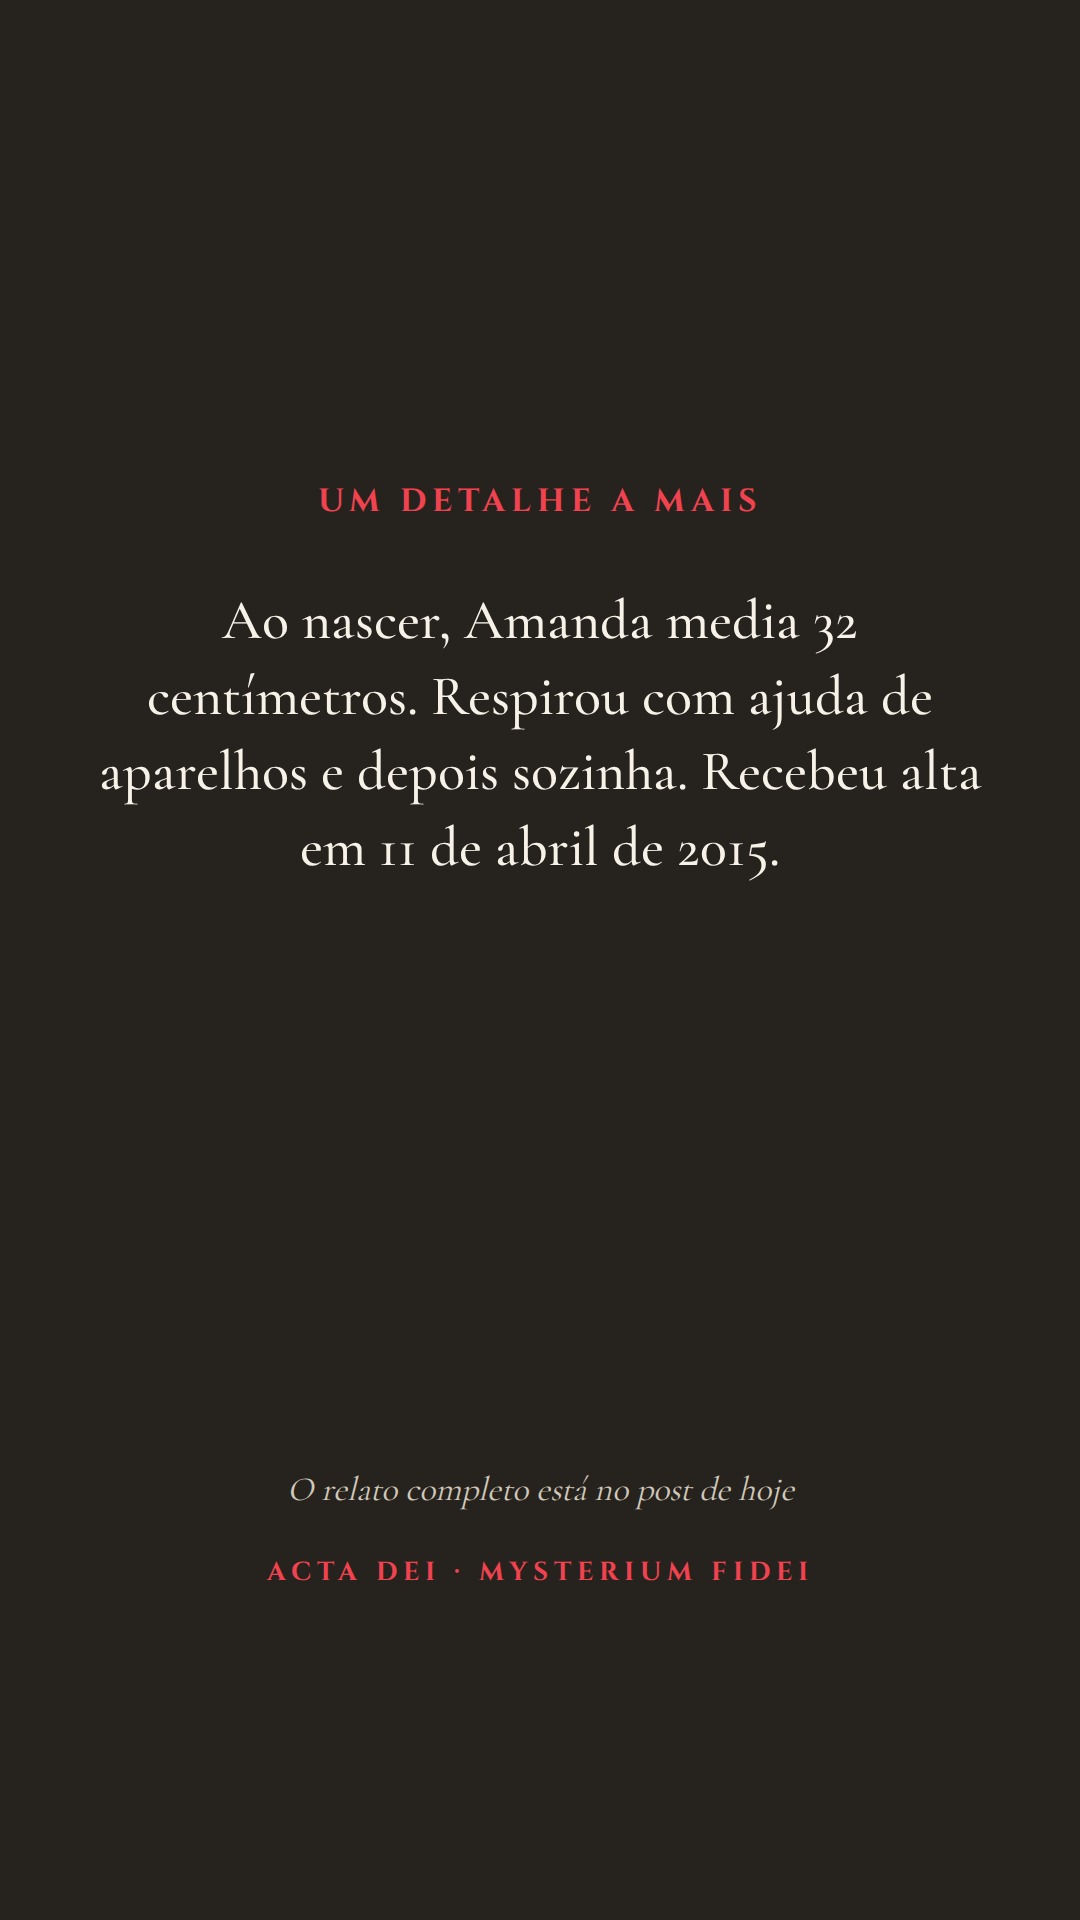 UM DETALHE A MAIS
Ao nascer, Amanda media 32
centímetros. Respirou com ajuda de
aparelhos e depois sozinha. Recebeu alta
em 11 de abril de 2015.
O relato completo está no post de hoje
ACTA DEI · MYSTERIUM FIDEI